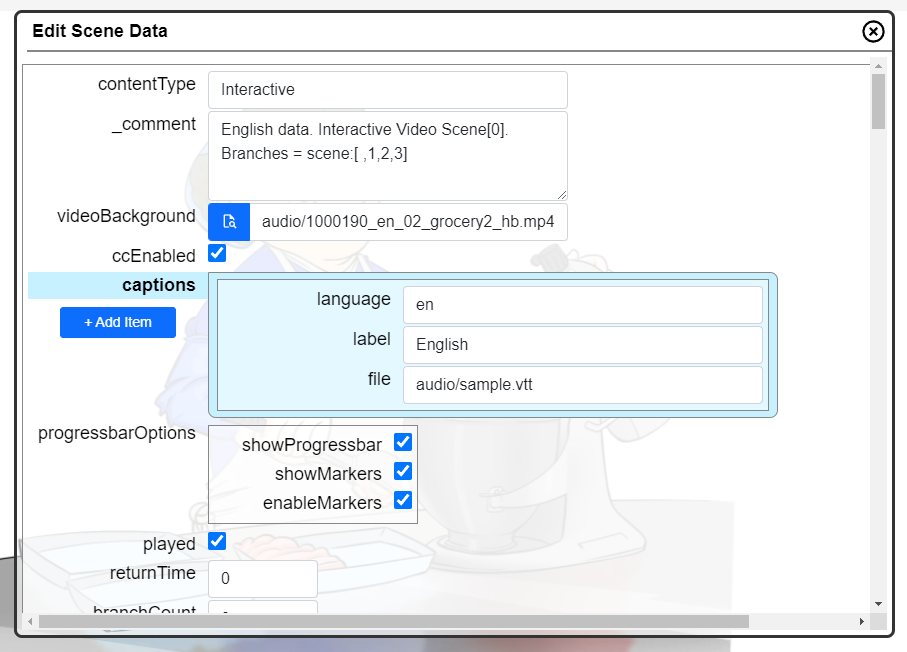 Edit Scene Data
contentType
Interactive
_comment
English data. Interactive Video Scene[0].
Branches = scene:[ ,1,2,3]
videoBackground
audio/1000190_en_02_grocery2_hb.mp4
ccEnabled
captions
+ Add Item
language
en
label
English
file
audio/sample.vtt
progressbarOptions
showProgressbar
showMarkers
enableMarkers
played
returnTime
0
branchCount